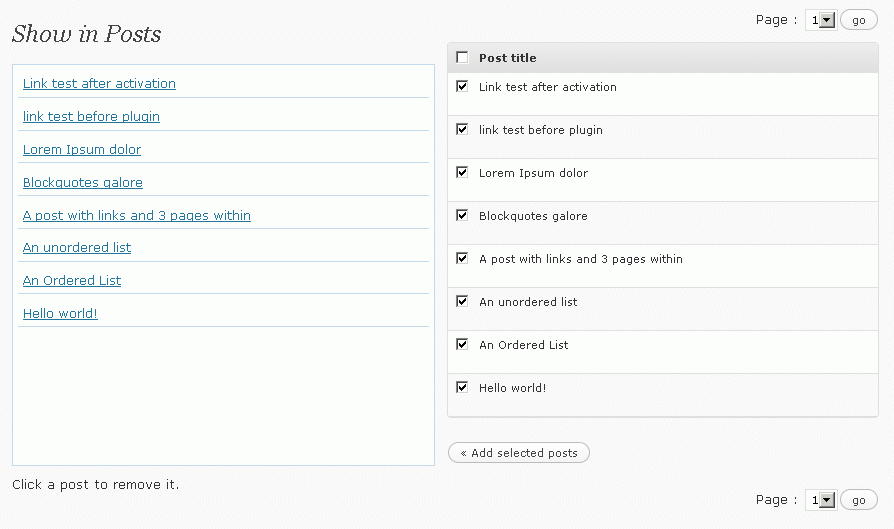 Show in Posts
Link test after activation
link test before plugin
Lorem Ipsum dolor
Blockquotes galore
A post with links and 3 pages within
An unordered list
An Ordered List
Hello world!
Click a post to remove it.
Page : 1 go
Post title
Link test after activation
link test before plugin
Lorem Ipsum dolor
Blockquotes galore
A post with links and 3 pages within
An unordered list
An Ordered List
Hello world!
« Add selected posts
Page : 1 go